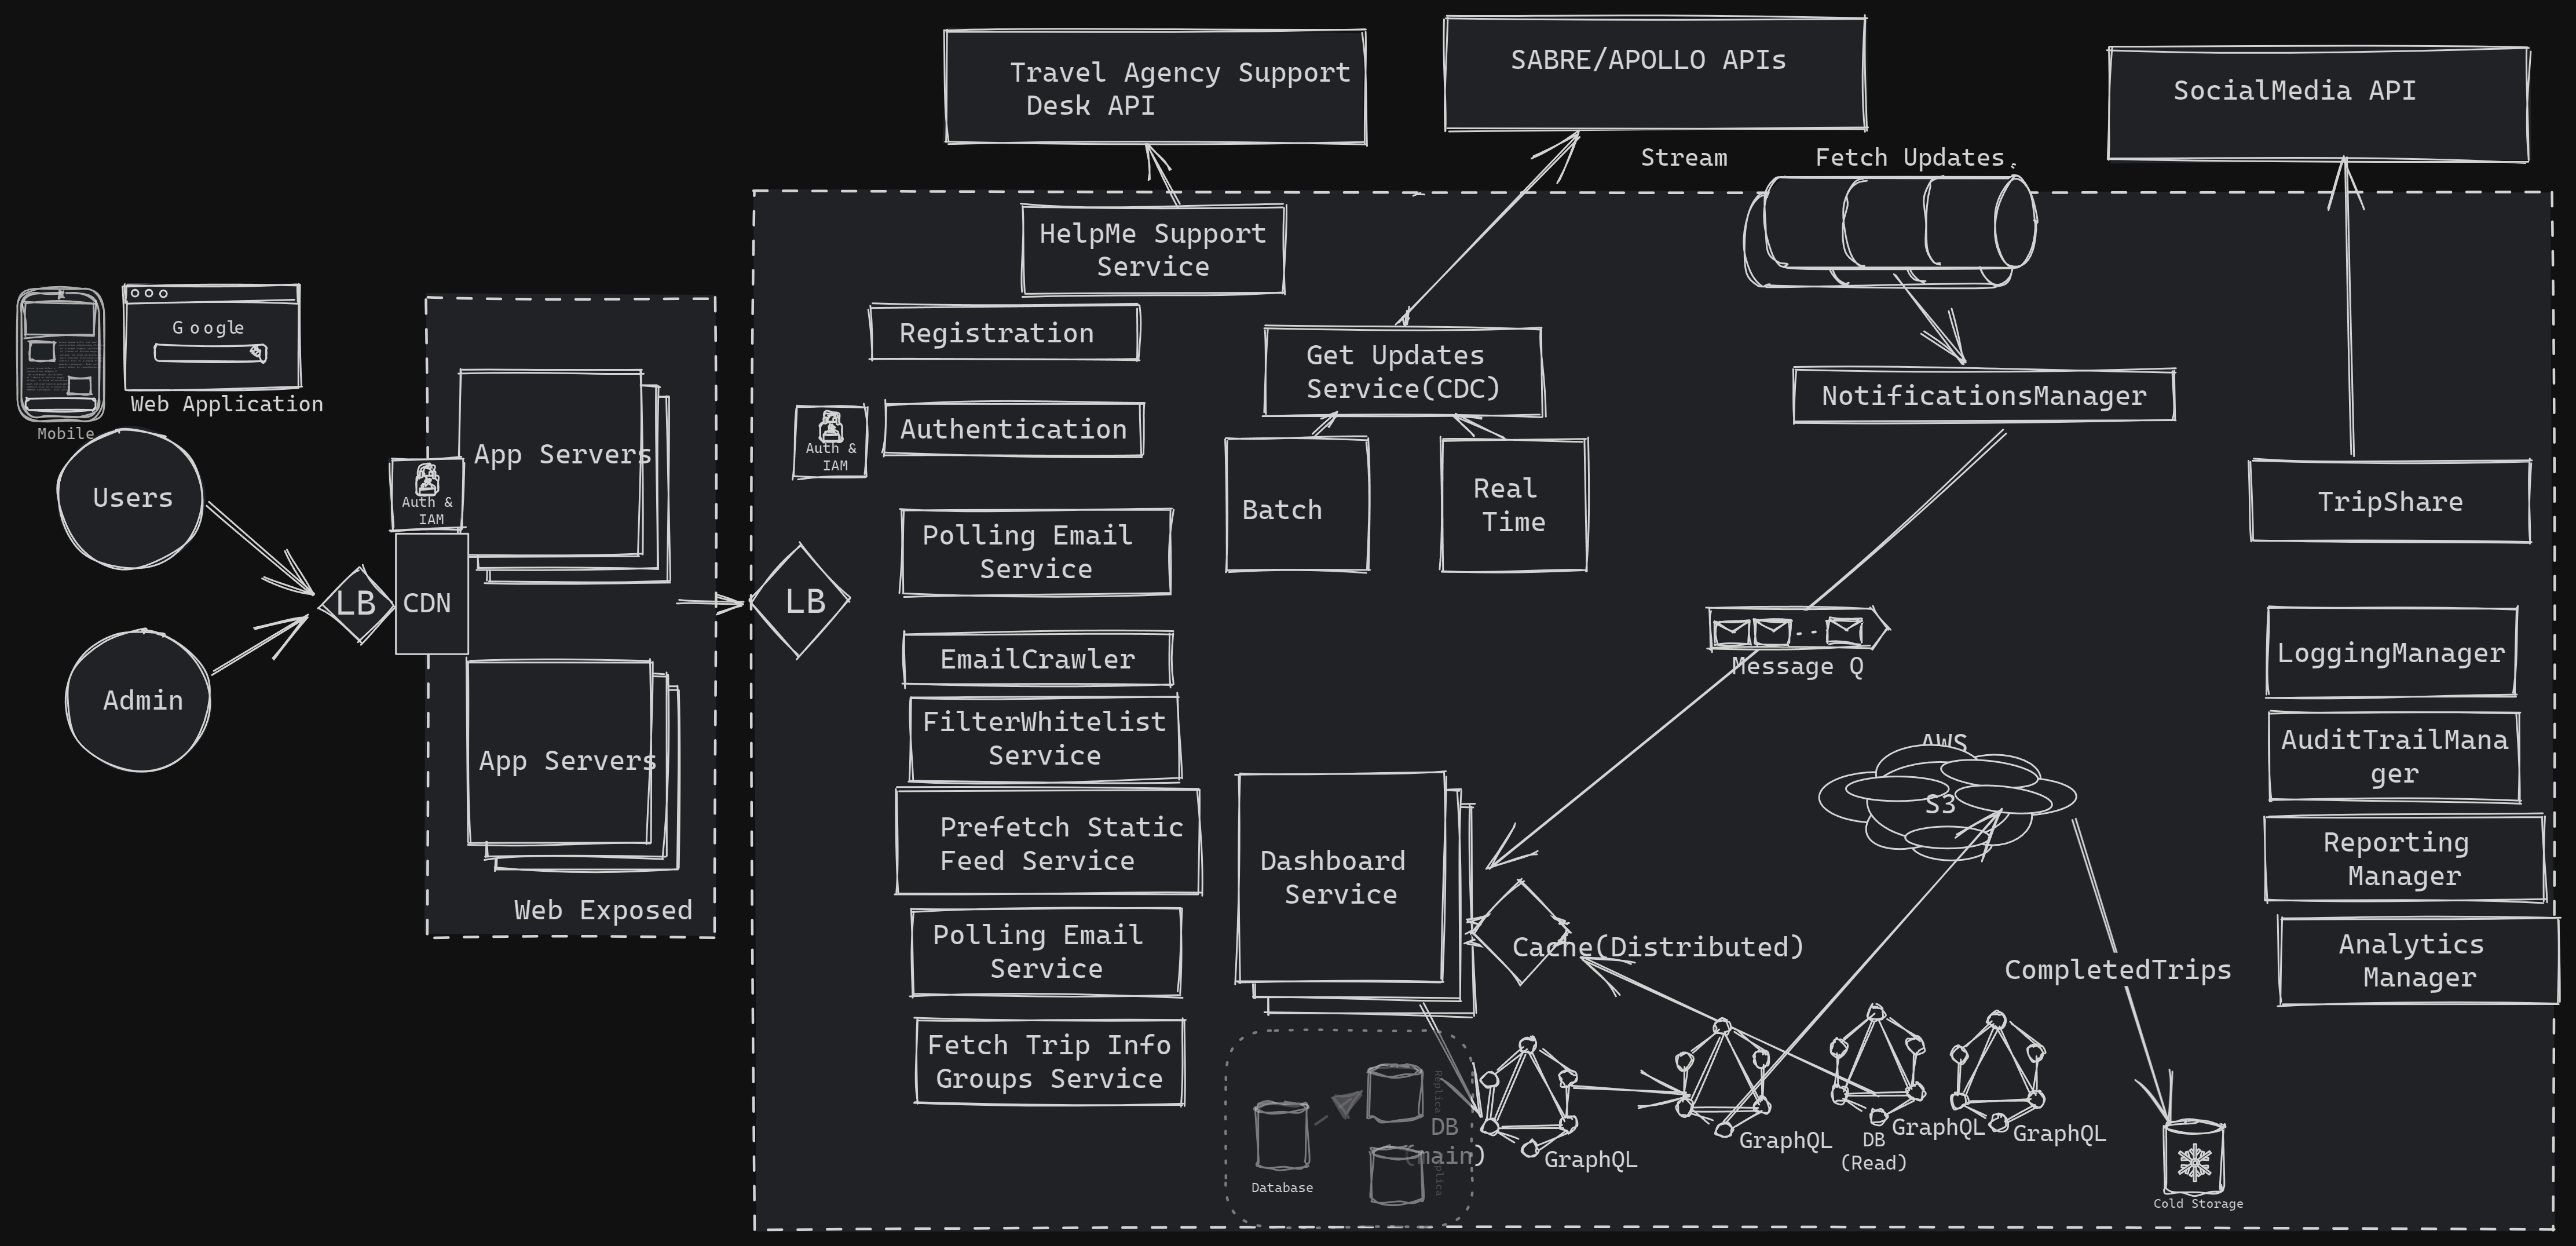 Travel Agency Support
Desk API
SABRE/APOLLO APIs
SocialMedia API
Stream
Fetch Updates
HelpMe Support
Service
Google
Web Application
Mobile
Registration
Get Updates
Service(CDC)
NotificationsManager
Auth &
IAM
Authentication
App Servers
Users
Auth &
IAM
Batch
Real
Time
TripShare
Polling Email
Service
LB
CDN
LB
Message Q
EmailCrawler
LoggingManager
Admin
App Servers
FilterWhitelist
Service
AWS
S3
AuditTrailMana
ger
Prefetch Static
Feed Service
Dashboard
Service
Reporting
Manager
Web Exposed
Polling Email
Service
Cache(Distributed)
CompletedTrips
Analytics
Manager
Fetch Trip Info
Groups Service
Replica
DB
(main)
Replica
Database
GraphQL
GraphQL
DB
(Read)
GraphQL
GraphQL
Cold Storage